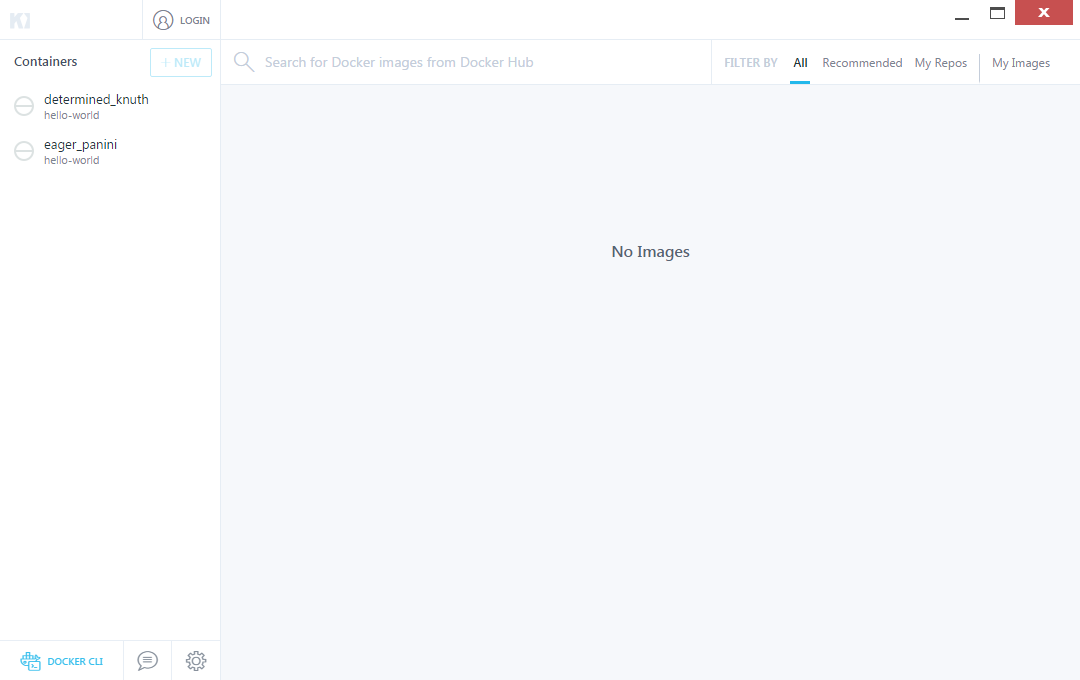 LOGIN
Containers
+ NEW
Search for Docker images from Docker Hub
FILTER BY All Recommended My Repos My Images
determined_knuth
hello-world
eager_panini
hello-world
No Images
DOCKER CLI